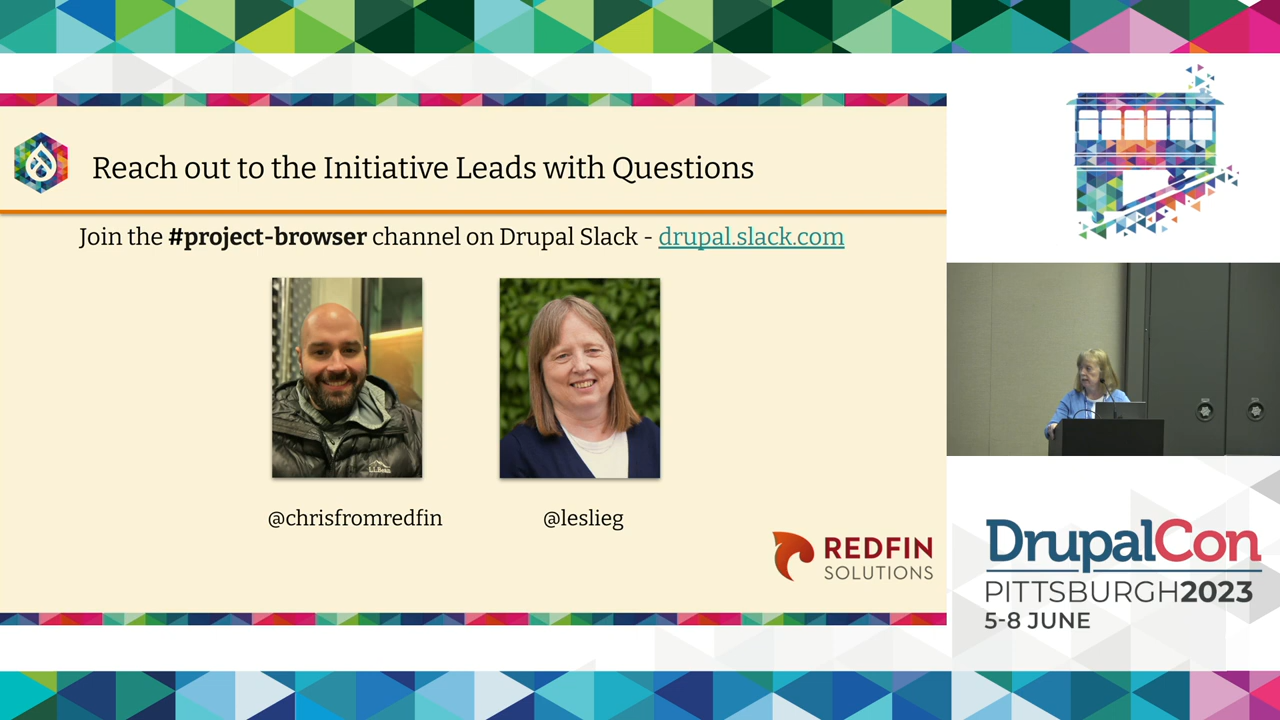 Reach out to the Initiative Leads with Questions
Join the #project-browser channel on Drupal Slack - drupal.slack.com
L.L.Bean
@chrisfromredfin
@leslieg
REDFIN
SOLUTIONS
DrupalCon
PITTSBURGH2023
5-8 JUNE